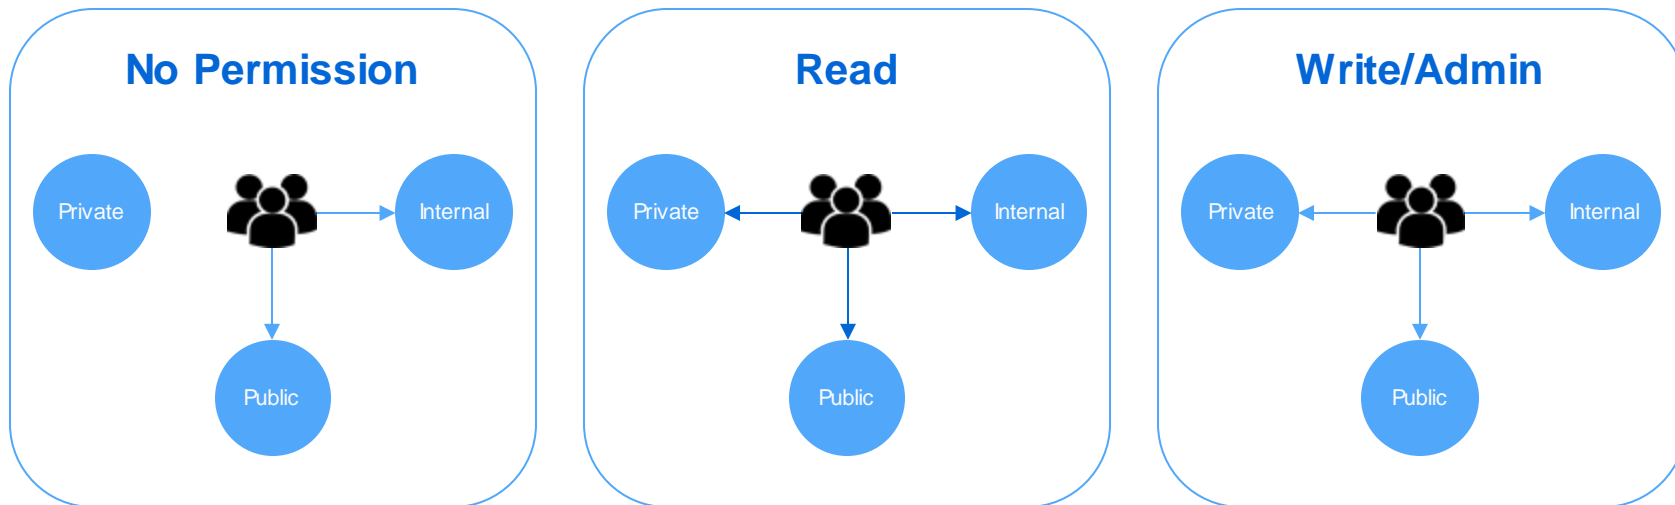 No Permission
Private
Internal
Public
Read
Private
Internal
Public
Write/Admin
Private
Internal
Public